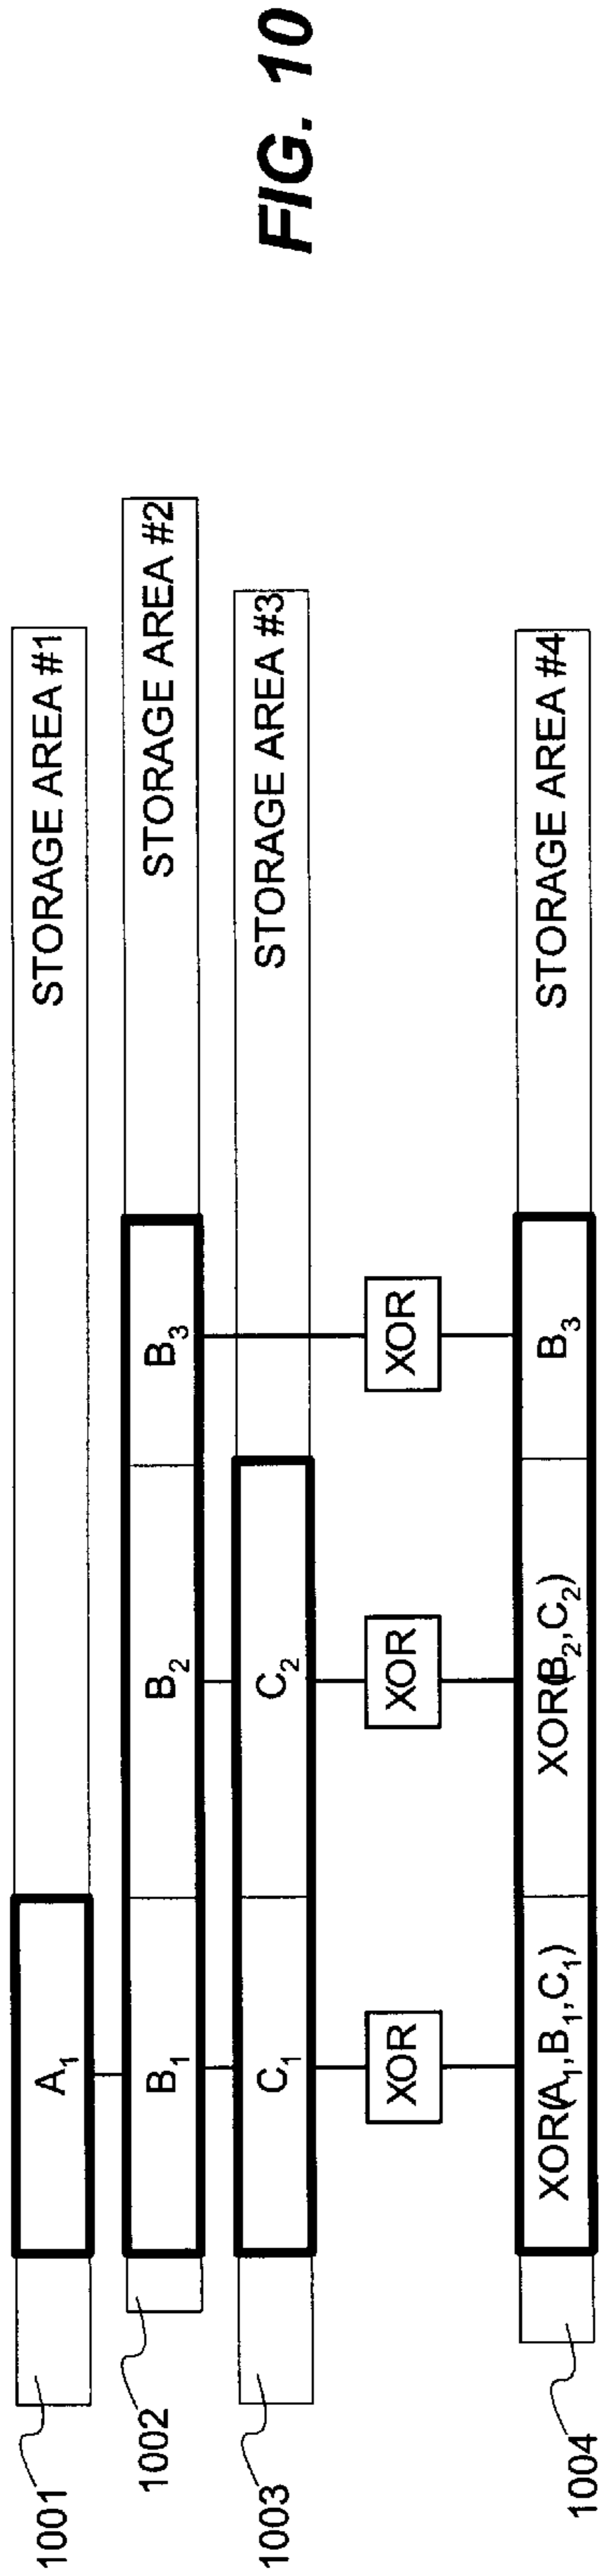 1001
A₁
STORAGE AREA #1
1002
B₁
B₂
B₃
STORAGE AREA #2
1003
C₁
C₂
STORAGE AREA #3
XOR
XOR
XOR
1004
XOR(A₁,B₁,C₁)
XOR(B₂,C₂)
B₃
STORAGE AREA #4
FIG. 10